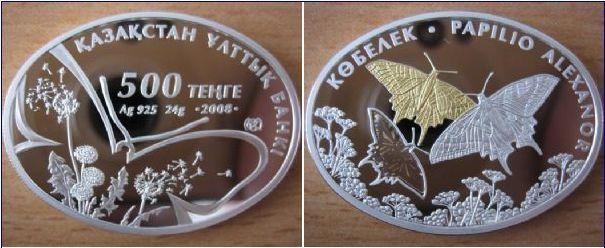 ҚАЗАҚСТАН ҰЛТТЫҚ БАНКІ
500 ТЕҢГЕ
Ag 925 24g ·2008·
КӨБЕЛЕК • PAPILIO ALEXANOR